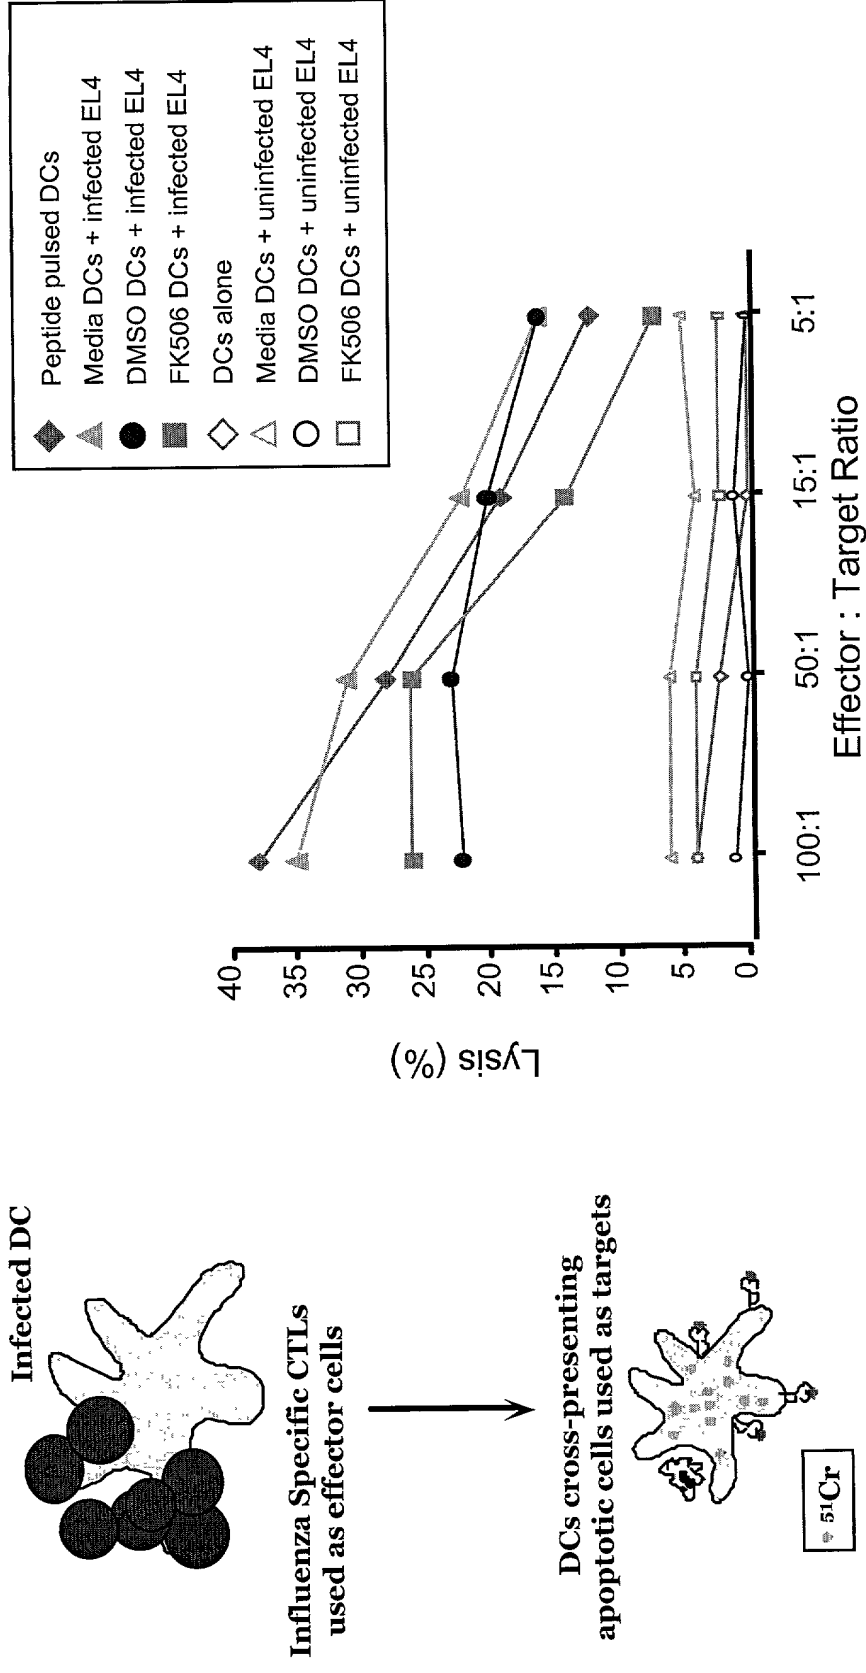 Infected DC
Influenza Specific CTLs
used as effector cells
DCs cross-presenting
apoptotic cells used as targets
51Cr
Peptide pulsed DCs
Media DCs + infected EL4
DMSO DCs + infected EL4
FK506 DCs + infected EL4
DCs alone
Media DCs + uninfected EL4
DMSO DCs + uninfected EL4
FK506 DCs + uninfected EL4
Lysis (%)
40
35
30
25
20
15
10
5
0
100:1
50:1
15:1
5:1
Effector : Target Ratio